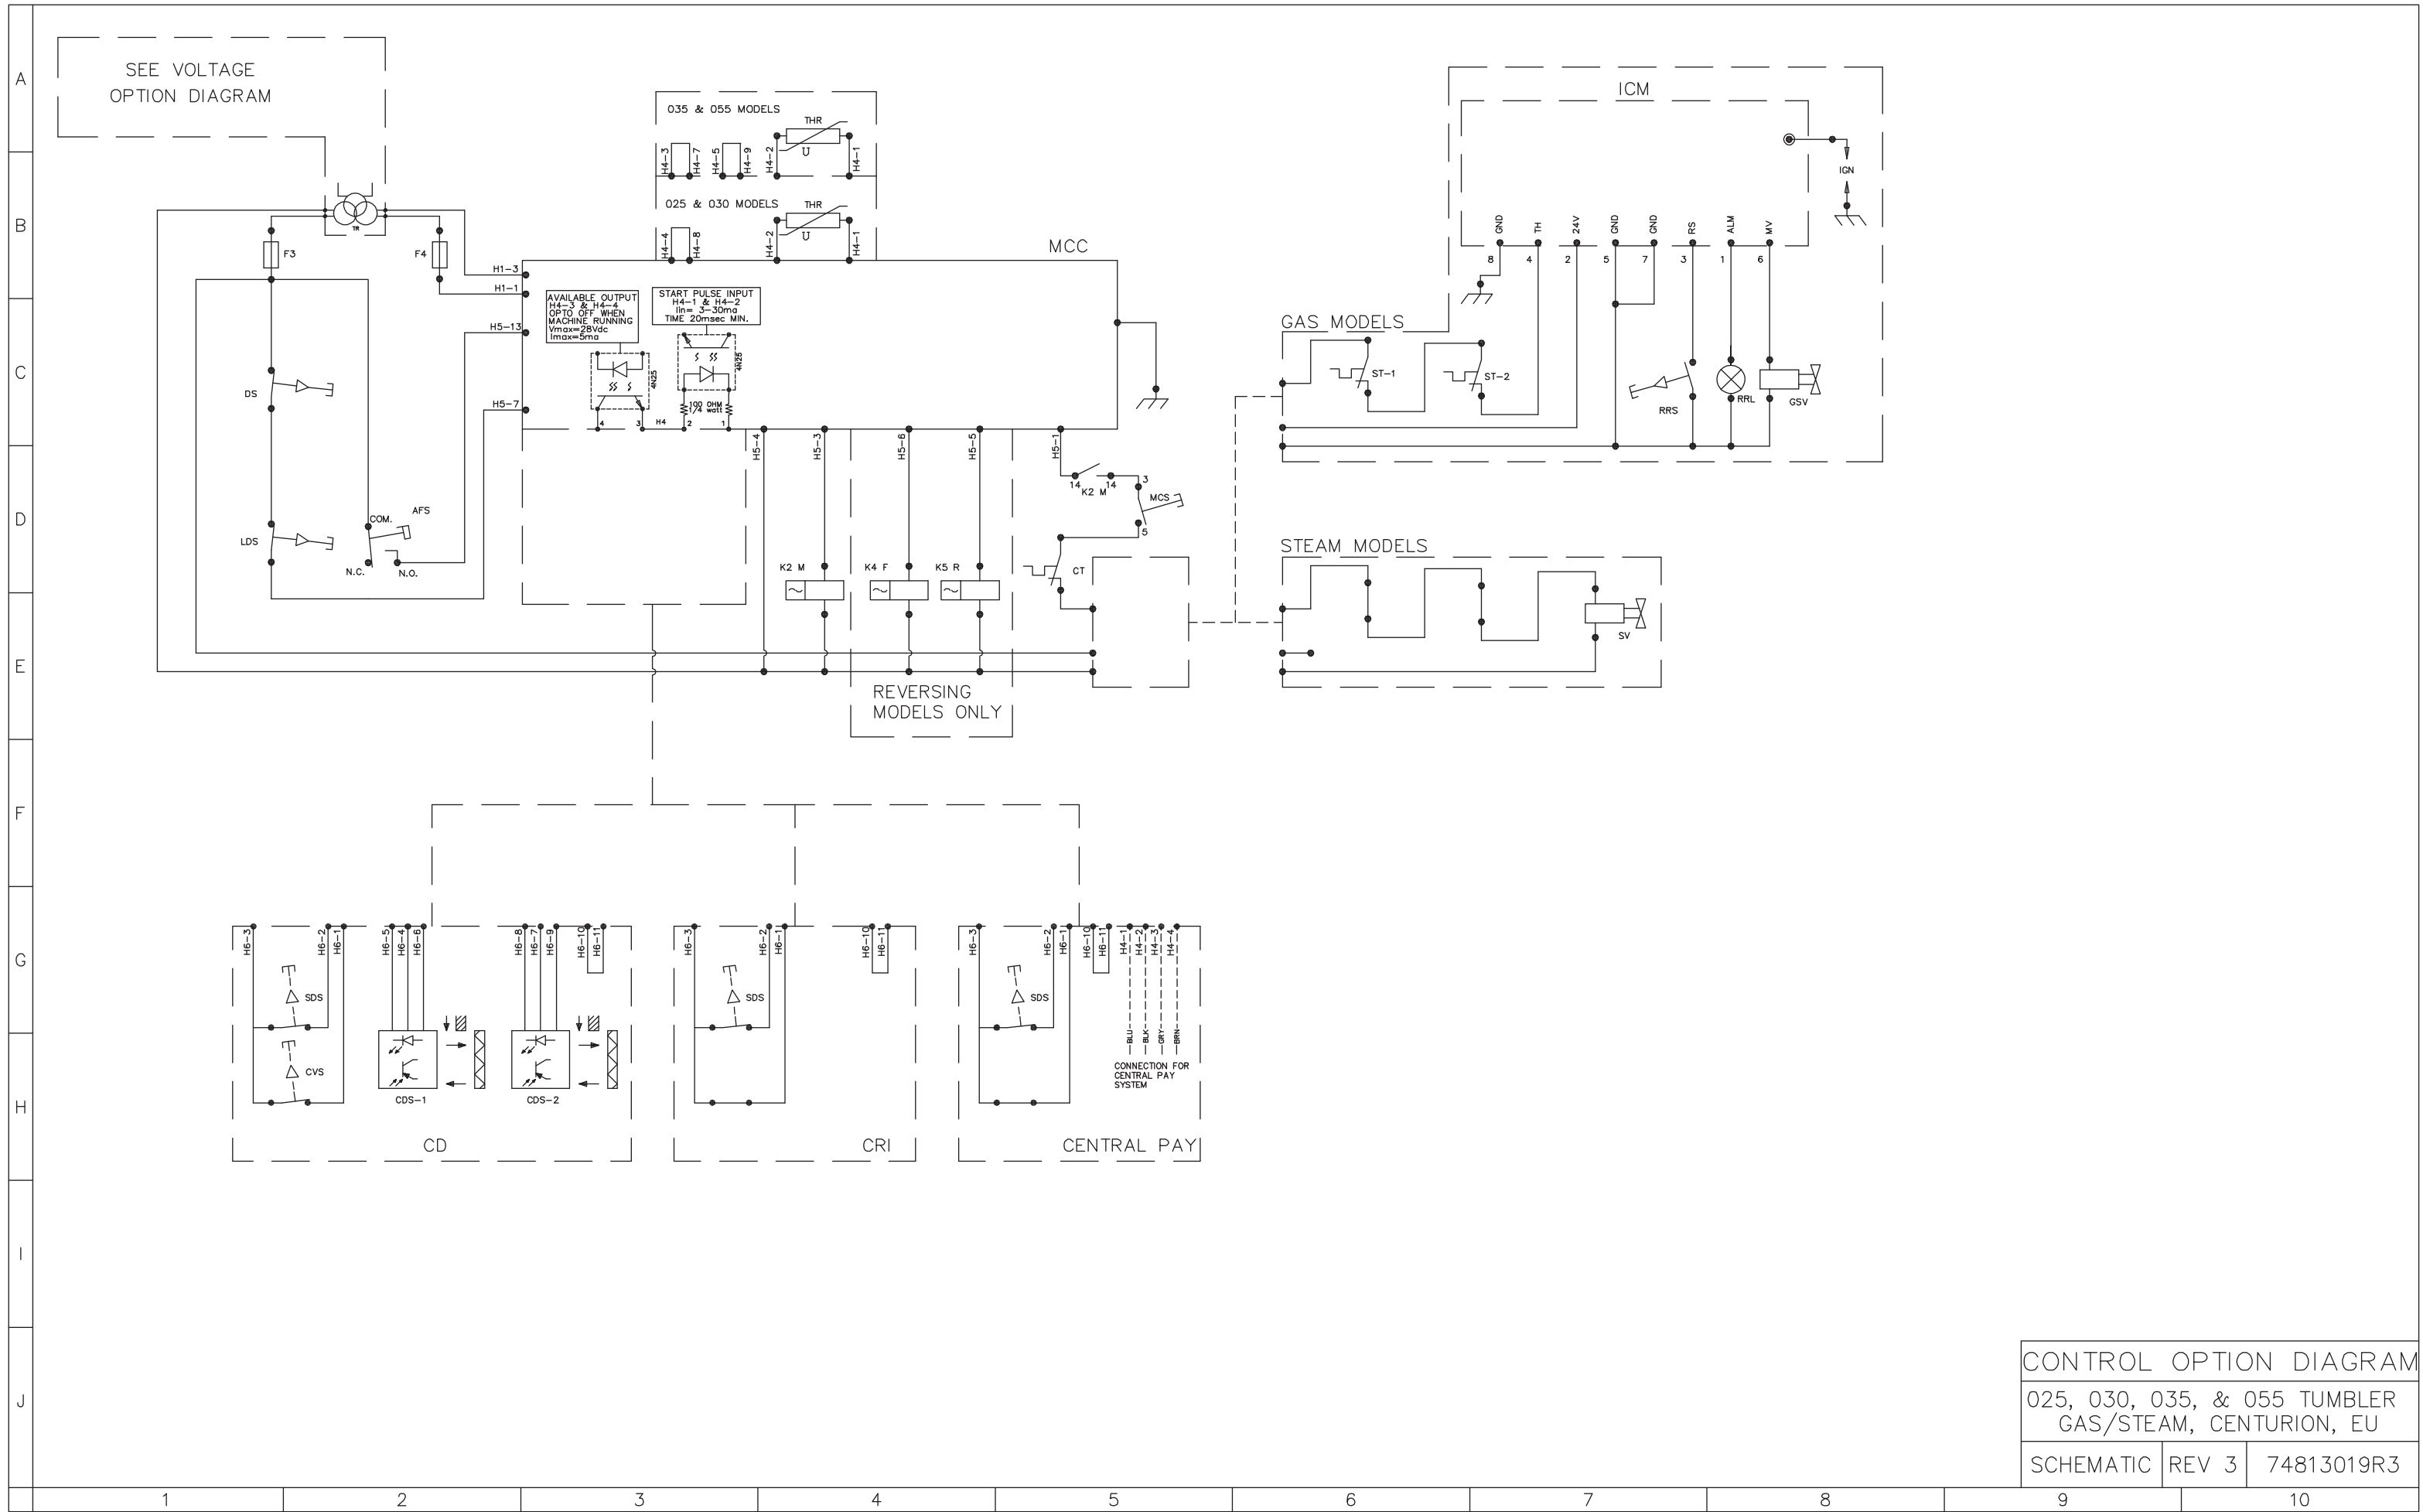 A
B
C
D
E
F
G
H
I
J
SEE VOLTAGE
OPTION DIAGRAM
TR
F3
F4
DS
LDS
COM.
AFS
N.C.
N.O.
H1-3
H1-1
H5-13
H5-7
035 & 055 MODELS
THR
U
H4-3
H4-7
H4-5
H4-9
H4-2
H4-1
025 & 030 MODELS
THR
U
H4-4
H4-8
H4-2
H4-1
MCC
AVAILABLE OUTPUT
H4-3 & H4-4
OPTO OFF WHEN
MACHINE RUNNING
Vmax=28Vdc
Imax=5ma
START PULSE INPUT
H4-1 & H4-2
Iin= 3-30ma
TIME 20msec MIN.
4N25
4N25
100 OHM
1/4 watt
4
3
H4
2
1
H5-4
H5-3
H5-6
H5-5
H5-1
14
14
K2 M
3
MCS
5
CT
K2 M
K4 F
K5 R
REVERSING
MODELS ONLY
ICM
IGN
GND
TH
24V
GND
GND
RS
ALM
MV
8
4
2
5
7
3
1
6
GAS MODELS
ST-1
ST-2
RRS
RRL
GSV
STEAM MODELS
SV
H6-3
H6-2
H6-1
H6-5
H6-4
H6-6
H6-8
H6-7
H6-9
H6-10
H6-11
SDS
CVS
CDS-1
CDS-2
CD
H6-3
H6-2
H6-1
H6-10
H6-11
SDS
CRI
H6-3
H6-2
H6-1
H6-10
H6-11
H4-1
H4-2
H4-3
H4-4
SDS
BLU
BLK
GRY
BRN
CONNECTION FOR
CENTRAL PAY
SYSTEM
CENTRAL PAY
CONTROL OPTION DIAGRAM
025, 030, 035, & 055 TUMBLER
GAS/STEAM, CENTURION, EU
SCHEMATIC REV 3 74813019R3
1 2 3 4 5 6 7 8 9 10